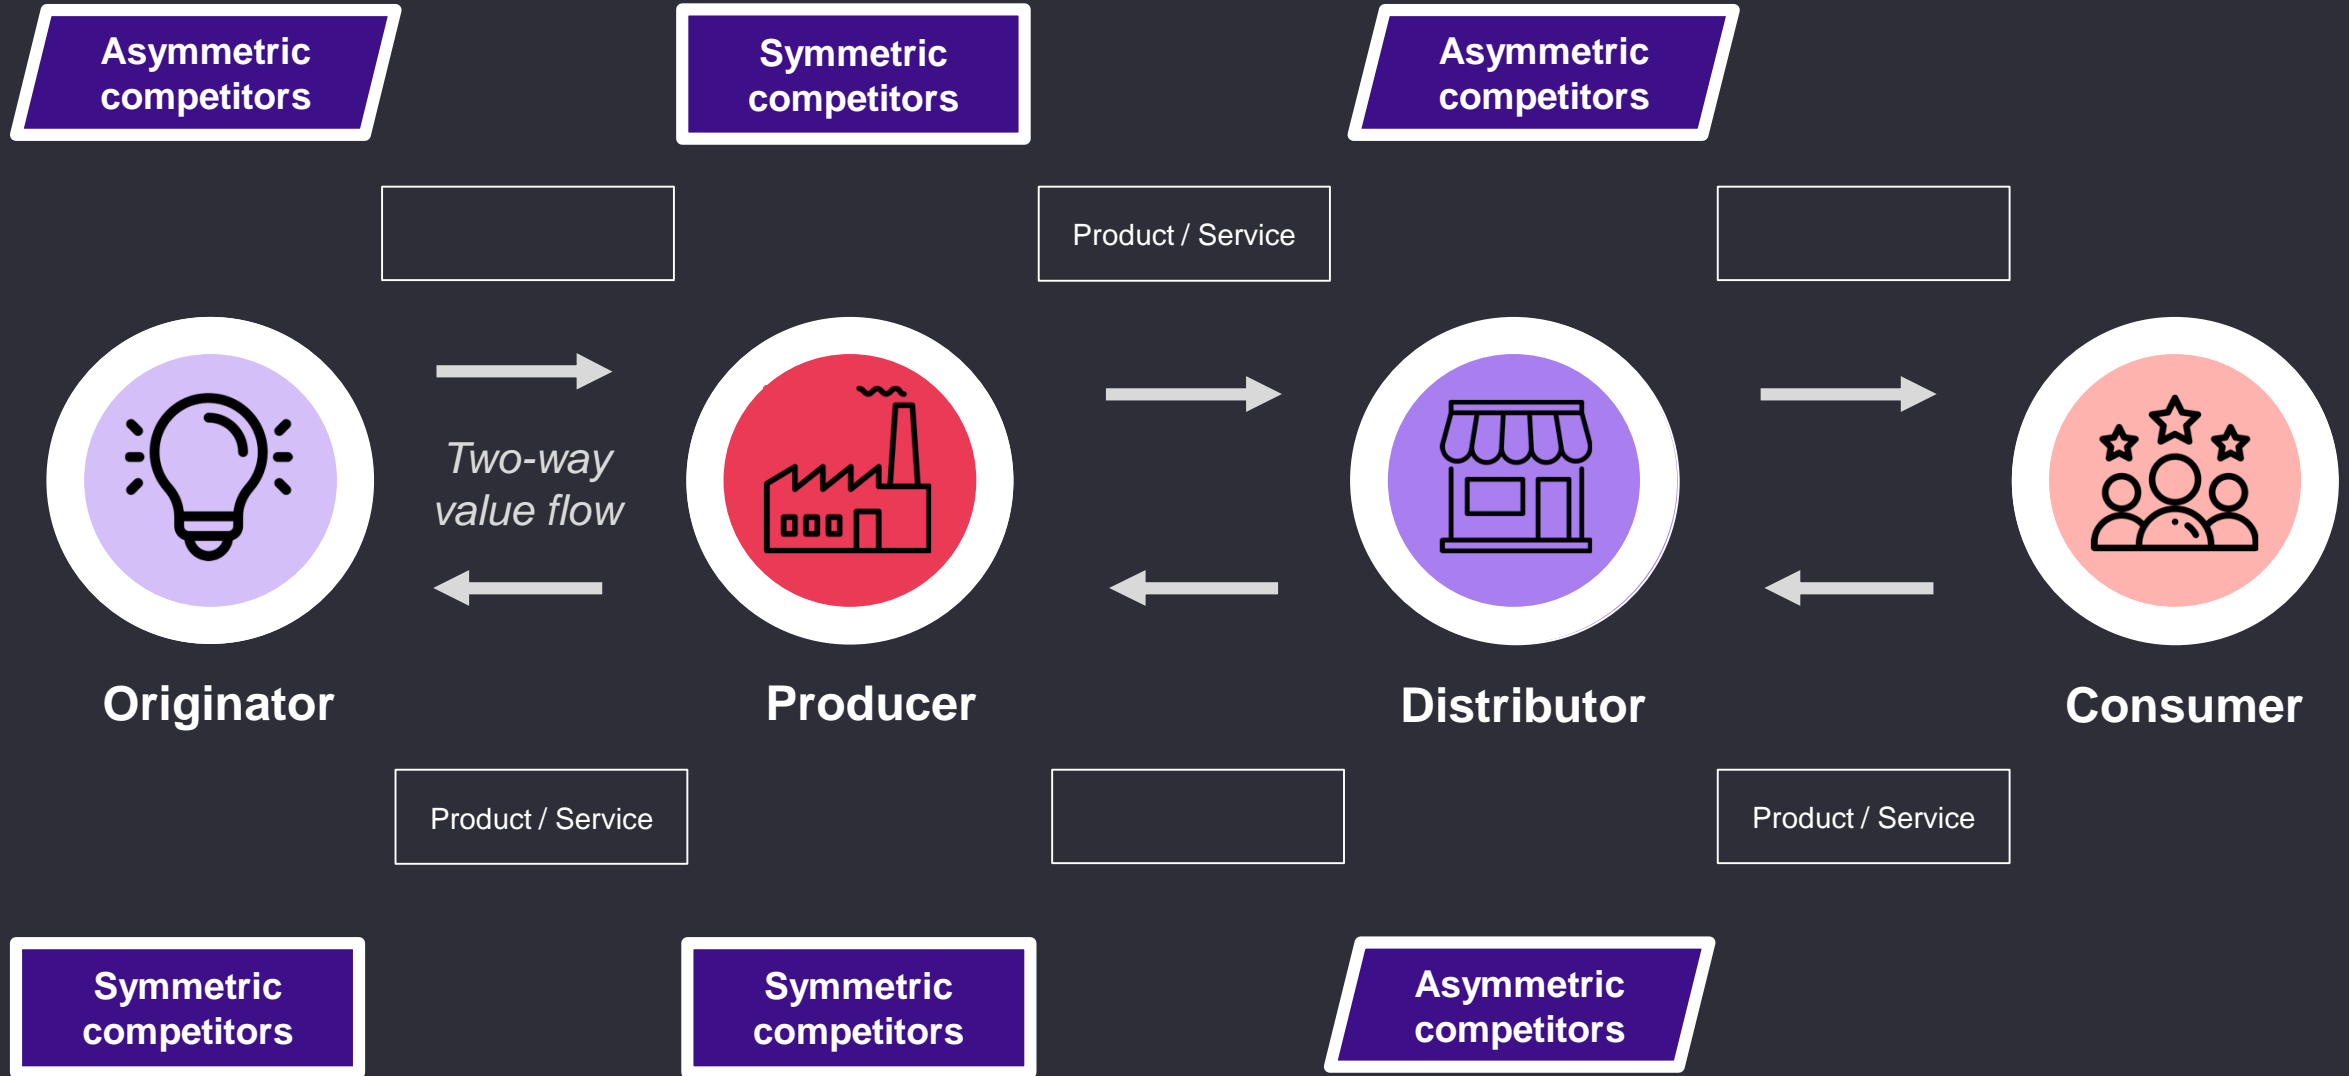 Asymmetric
competitors
Symmetric
competitors
Asymmetric
competitors
Product / Service
Two-way
value flow
Originator
Producer
Distributor
Consumer
Product / Service
Product / Service
Symmetric
competitors
Symmetric
competitors
Asymmetric
competitors